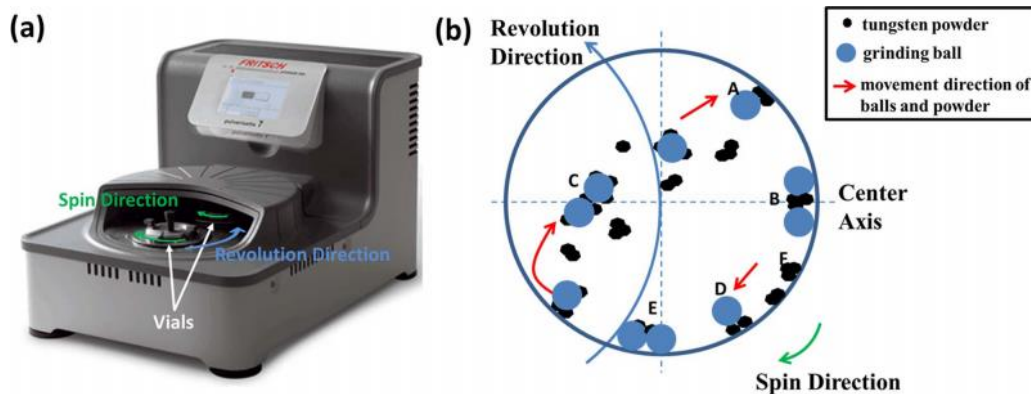 (a)
FRITSCH
pulverisette 7
Spin Direction
Revolution Direction
Vials
(b)
Revolution
Direction
A
B
C
D
E
F
Center
Axis
Spin Direction
tungsten powder
grinding ball
movement direction of
balls and powder